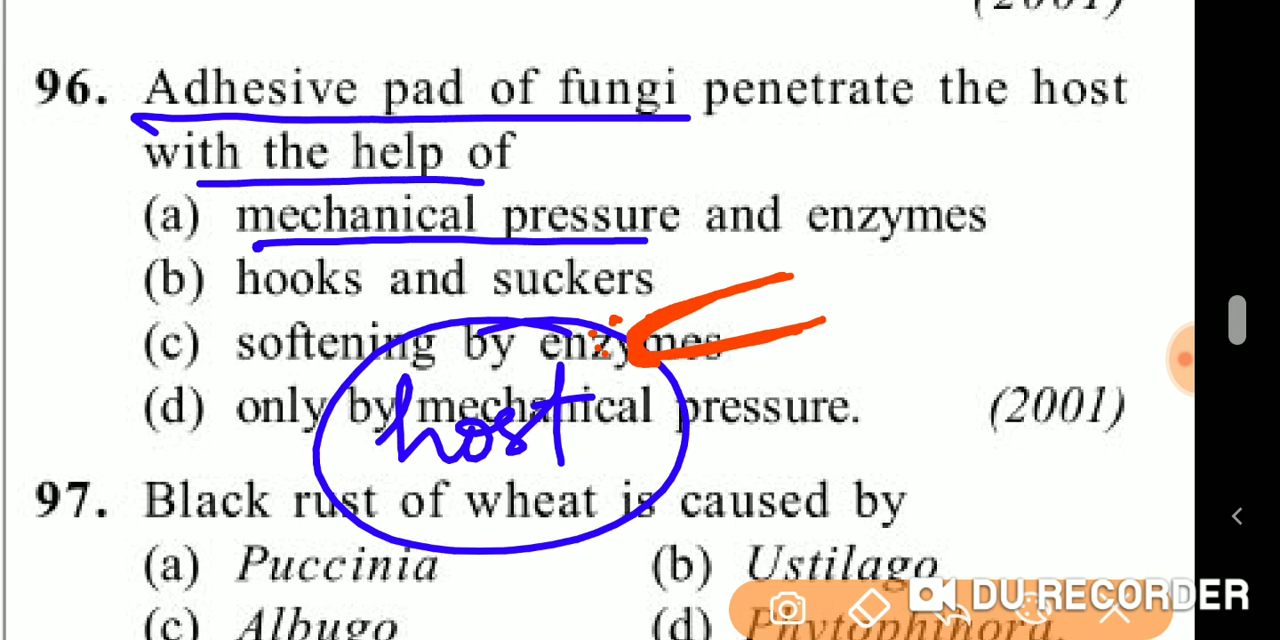 (2001)
96. Adhesive pad of fungi penetrate the host
with the help of
(a) mechanical pressure and enzymes
(b) hooks and suckers
(c) softening by enzymes
(d) only by mechanical pressure. (2001)
host
97. Black rust of wheat is caused by
(a) Puccinia (b) Ustilago
(c) Albugo (d) Phytophthora.
DU RECORDER